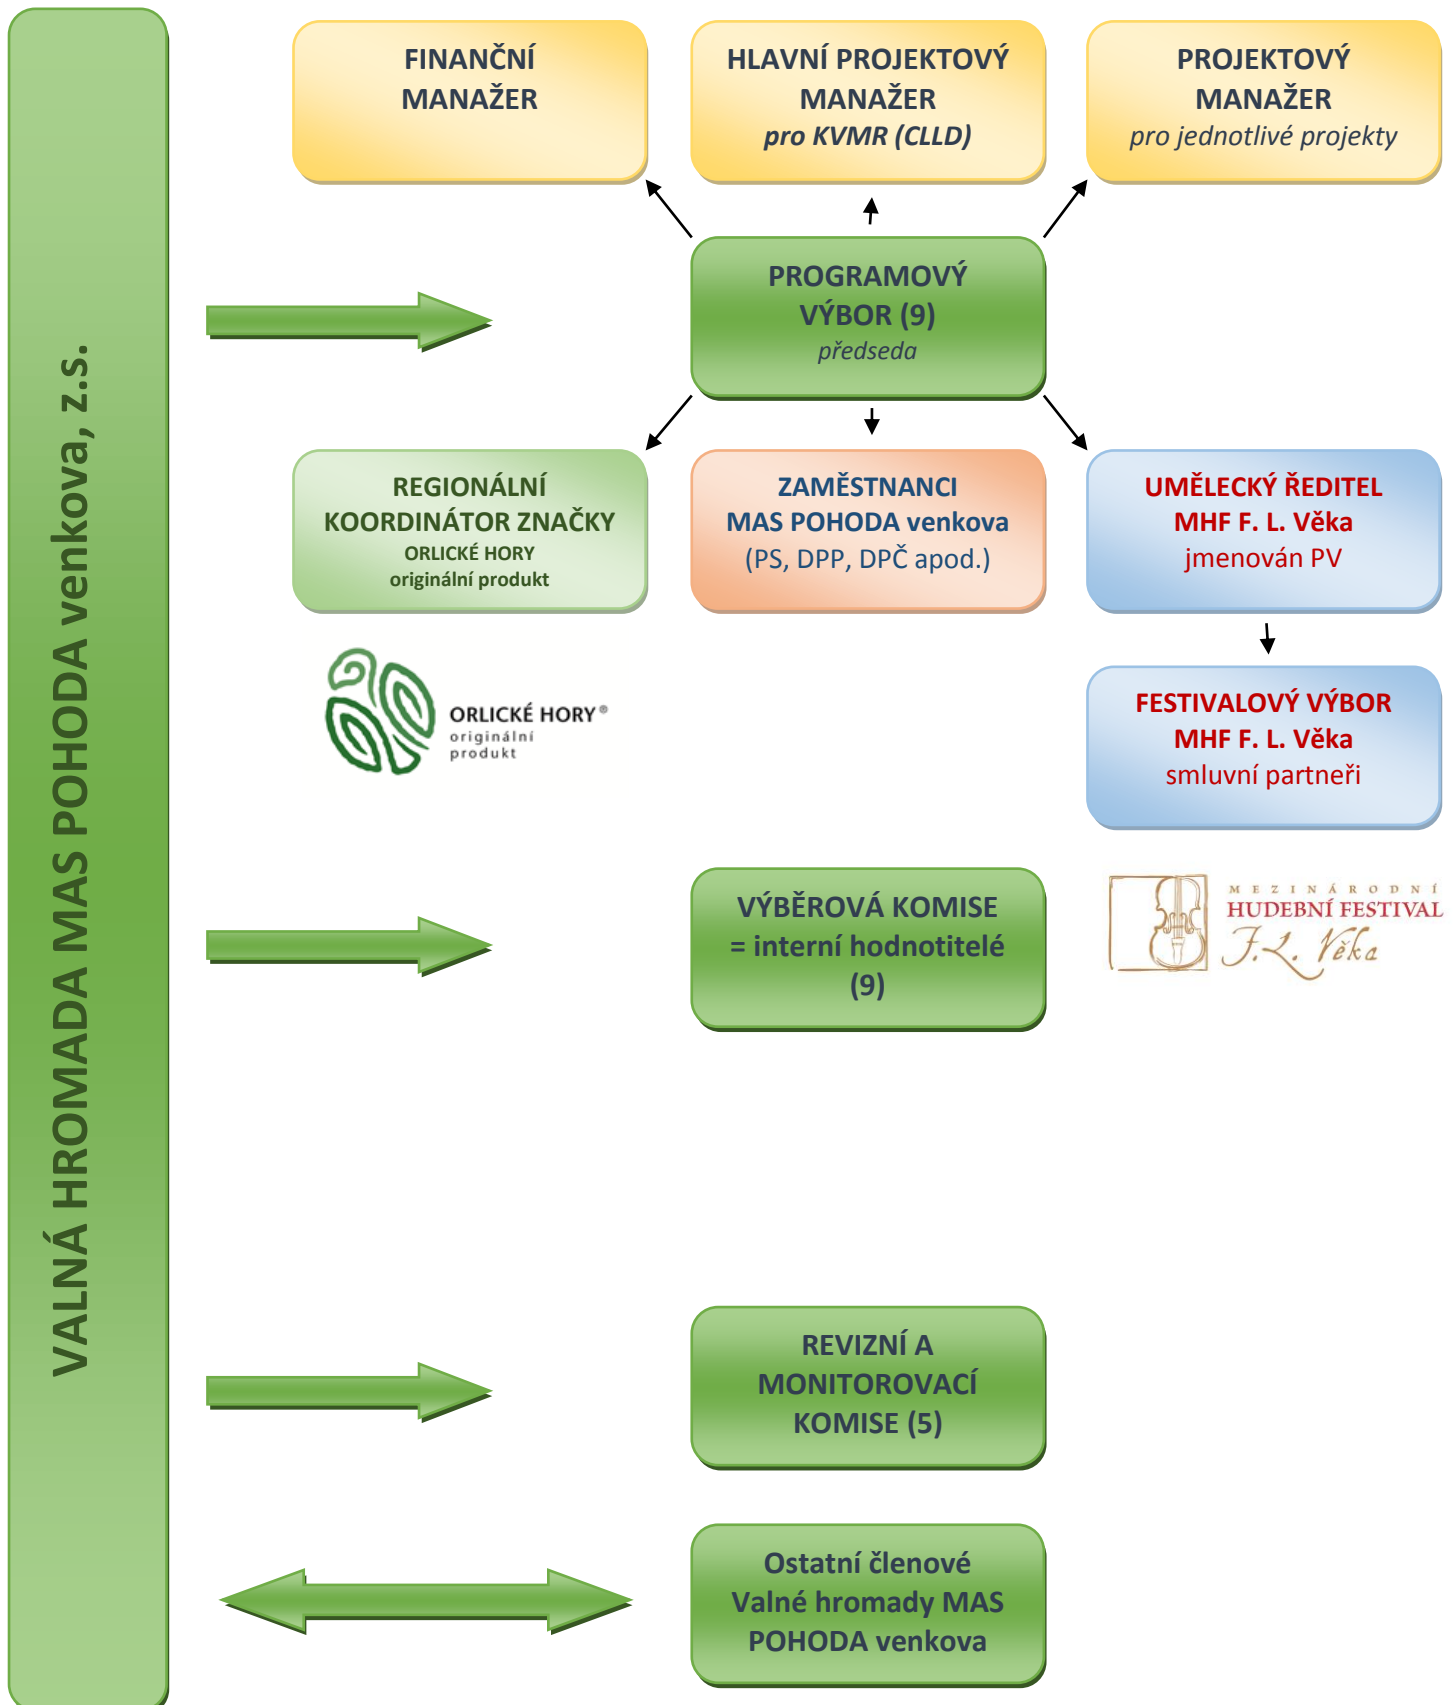 VALNÁ HROMADA MAS POHODA venkova, z.s.
FINANČNÍ
MANAŽER
HLAVNÍ PROJEKTOVÝ
MANAŽER
pro KVMR (CLLD)
PROJEKTOVÝ
MANAŽER
pro jednotlivé projekty
PROGRAMOVÝ
VÝBOR (9)
předseda
REGIONÁLNÍ
KOORDINÁTOR ZNAČKY
ORLICKÉ HORY
originální produkt
ZAMĚSTNANCI
MAS POHODA venkova
(PS, DPP, DPČ apod.)
UMĚLECKÝ ŘEDITEL
MHF F. L. Věka
jmenován PV
ORLICKÉ HORY®
originální
produkt
FESTIVALOVÝ VÝBOR
MHF F. L. Věka
smluvní partneři
VÝBĚROVÁ KOMISE
= interní hodnotitelé
(9)
MEZINÁRODNÍ
HUDEBNÍ FESTIVAL
F.L. Věka
REVIZNÍ A
MONITOROVACÍ
KOMISE (5)
Ostatní členové
Valné hromady MAS
POHODA venkova